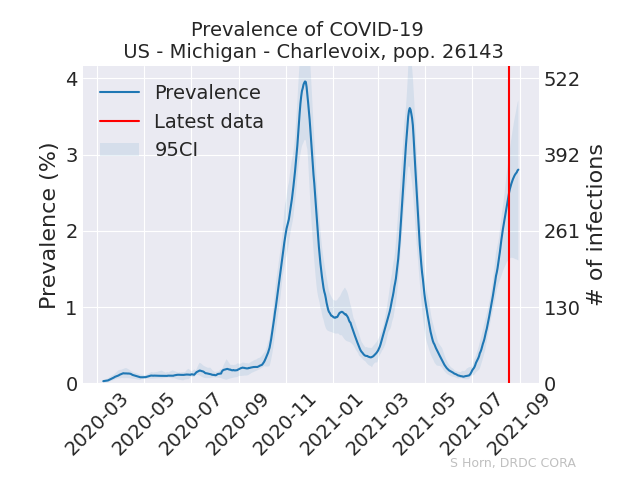 Prevalence of COVID-19
US - Michigan - Charlevoix, pop. 26143
Prevalence
Latest data
95CI
Prevalence (%)
4
3
2
1
0
522
392
261
130
0
# of infections
2020-03
2020-05
2020-07
2020-09
2020-11
2021-01
2021-03
2021-05
2021-07
2021-09
S Horn, DRDC CORA